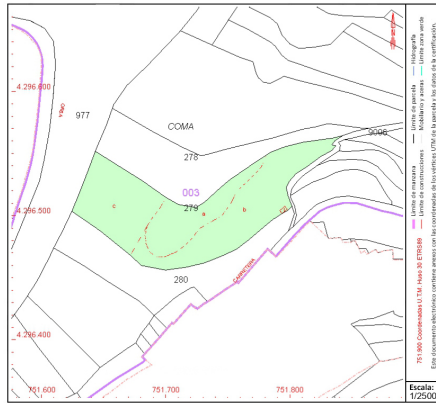 4.296.600
977
COMA
278
9006
003
c
279
a
b
4.296.500
280
CARRETERA
4.296.400
751.600
751.700
751.800
Límite de manzana
Límite de parcela
Hidrografía
Límite de construcciones
Mobiliario y aceras
Límite zona verde
751.900 Coordenadas U.T.M. Huso 30 ETRS89
Este documento electrónico contiene anexos con las coordenadas de los vértices UTM de la parcela y los datos de la certificación.
Escala:
1/2500